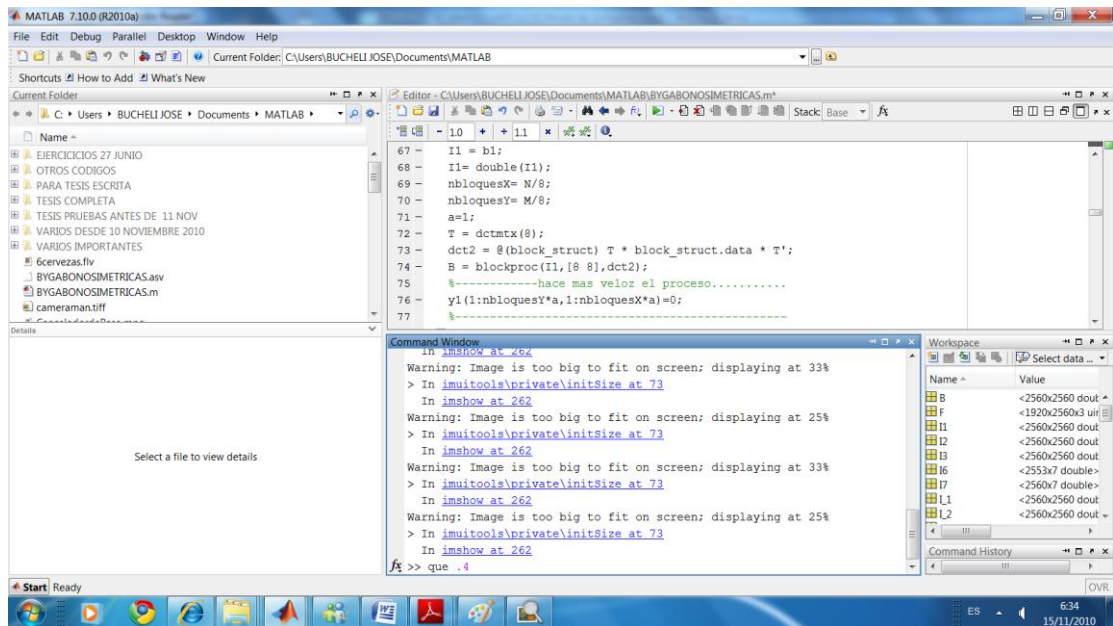 MATLAB 7.10.0 (R2010a)
File Edit Debug Parallel Desktop Window Help
Current Folder: C:\Users\BUCHELI JOSE\Documents\MATLAB
Shortcuts How to Add What's New
Current Folder
C: Users BUCHELI JOSE Documents MATLAB
Name
EJERCICICIOS 27 JUNIO
OTROS CODIGOS
PARA TESIS ESCRITA
TESIS COMPLETA
TESIS PRUEBAS ANTES DE 11 NOV
VARIOS DESDE 10 NOVIEMBRE 2010
VARIOS IMPORTANTES
6cervezas.flv
BYGABONOSIMETRICAS.asv
BYGABONOSIMETRICAS.m
cameraman.tiff
Details
Select a file to view details
Editor - C:\Users\BUCHELI JOSE\Documents\MATLAB\BYGABONOSIMETRICAS.m*
Stack: Base fx
- 1.0 + ÷ 1.1 ×
67 - I1 = b1;
68 - I1= double(I1);
69 - nbloquesX= N/8;
70 - nbloquesY= M/8;
71 - a=1;
72 - T = dctmtx(8);
73 - dct2 = @(block_struct) T * block_struct.data * T';
74 - B = blockproc(I1,[8 8],dct2);
75 %------------hace mas veloz el proceso...........
76 - y1(1:nbloquesY*a,1:nbloquesX*a)=0;
77 %------------------------------------------------
Command Window
In imshow at 262
Warning: Image is too big to fit on screen; displaying at 33%
> In imuitools\private\initSize at 73
In imshow at 262
Warning: Image is too big to fit on screen; displaying at 25%
> In imuitools\private\initSize at 73
In imshow at 262
Warning: Image is too big to fit on screen; displaying at 33%
> In imuitools\private\initSize at 73
In imshow at 262
Warning: Image is too big to fit on screen; displaying at 25%
> In imuitools\private\initSize at 73
In imshow at 262
fx >> que .4
Workspace
Select data ...
Name Value
B <2560x2560 doub
F <1920x2560x3 uin
I1 <2560x2560 doub
I2 <2560x2560 doub
I3 <2560x2560 doub
I6 <2553x7 double>
I7 <2560x7 double>
I_1 <2560x2560 doub
I_2 <2560x2560 doub
Command History
Start Ready
OVR
ES
6:34
15/11/2010